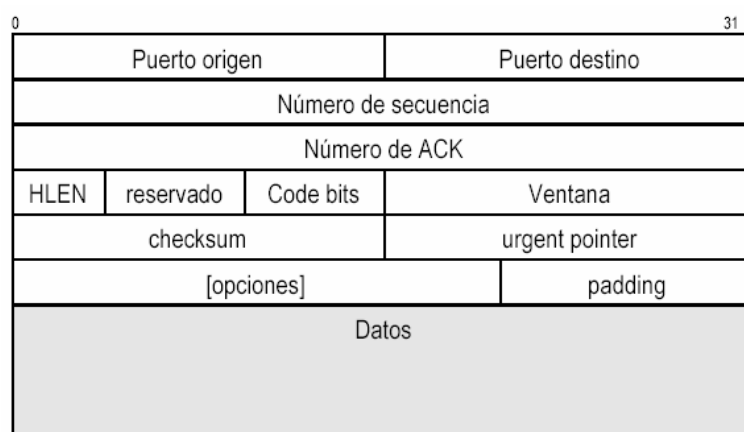 0 31
Puerto origen Puerto destino
Número de secuencia
Número de ACK
HLEN reservado Code bits Ventana
checksum urgent pointer
[opciones] padding
Datos